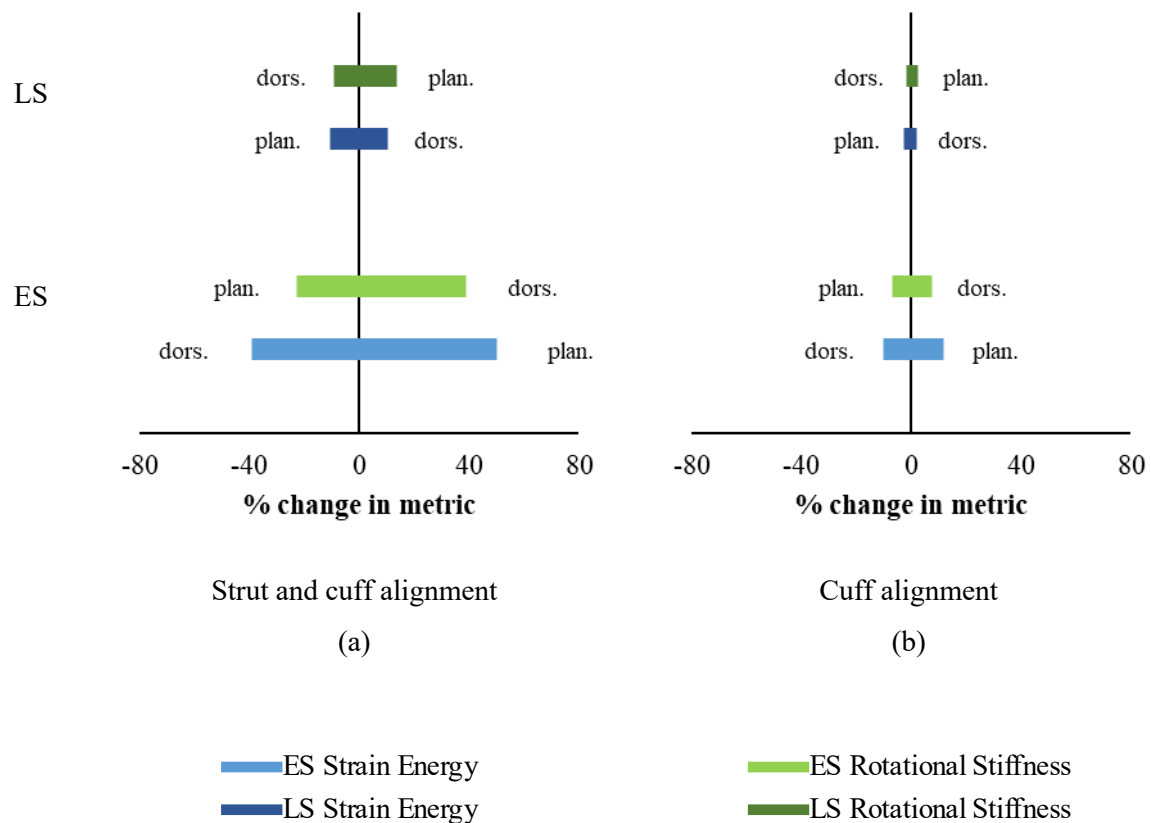 LS
dors. plan.
plan. dors.
dors. plan.
plan. dors.
ES
plan. dors.
dors. plan.
plan. dors.
dors. plan.
-80 -40 0 40 80
% change in metric
-80 -40 0 40 80
% change in metric
Strut and cuff alignment
(a)
Cuff alignment
(b)
ES Strain Energy
LS Strain Energy
ES Rotational Stiffness
LS Rotational Stiffness